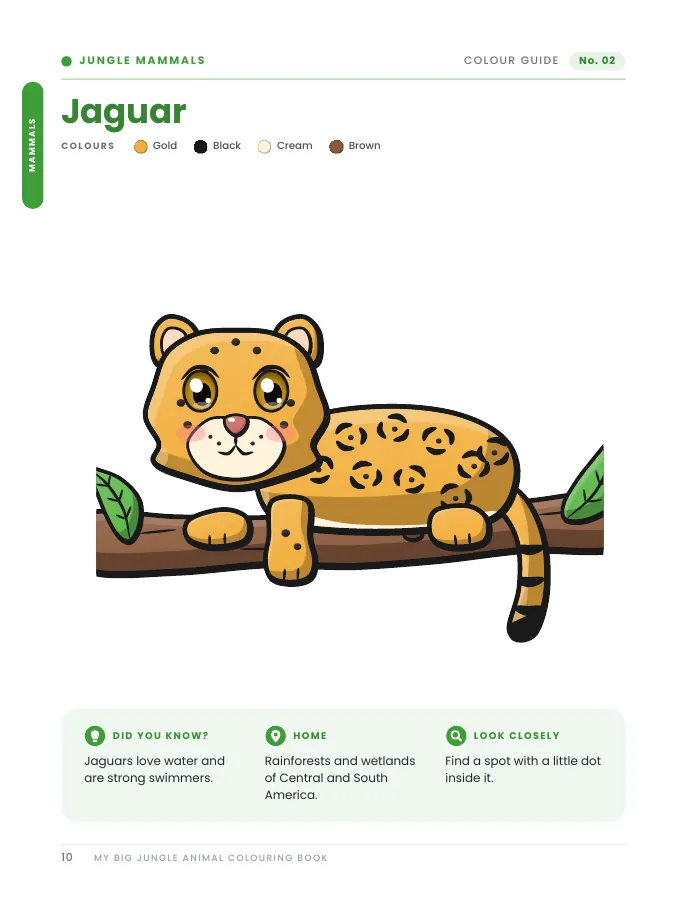 JUNGLE MAMMALS
COLOUR GUIDE No. 02
MAMMALS
Jaguar
COLOURS Gold Black Cream Brown
DID YOU KNOW?
Jaguars love water and
are strong swimmers.
HOME
Rainforests and wetlands
of Central and South
America.
LOOK CLOSELY
Find a spot with a little dot
inside it.
10 MY BIG JUNGLE ANIMAL COLOURING BOOK